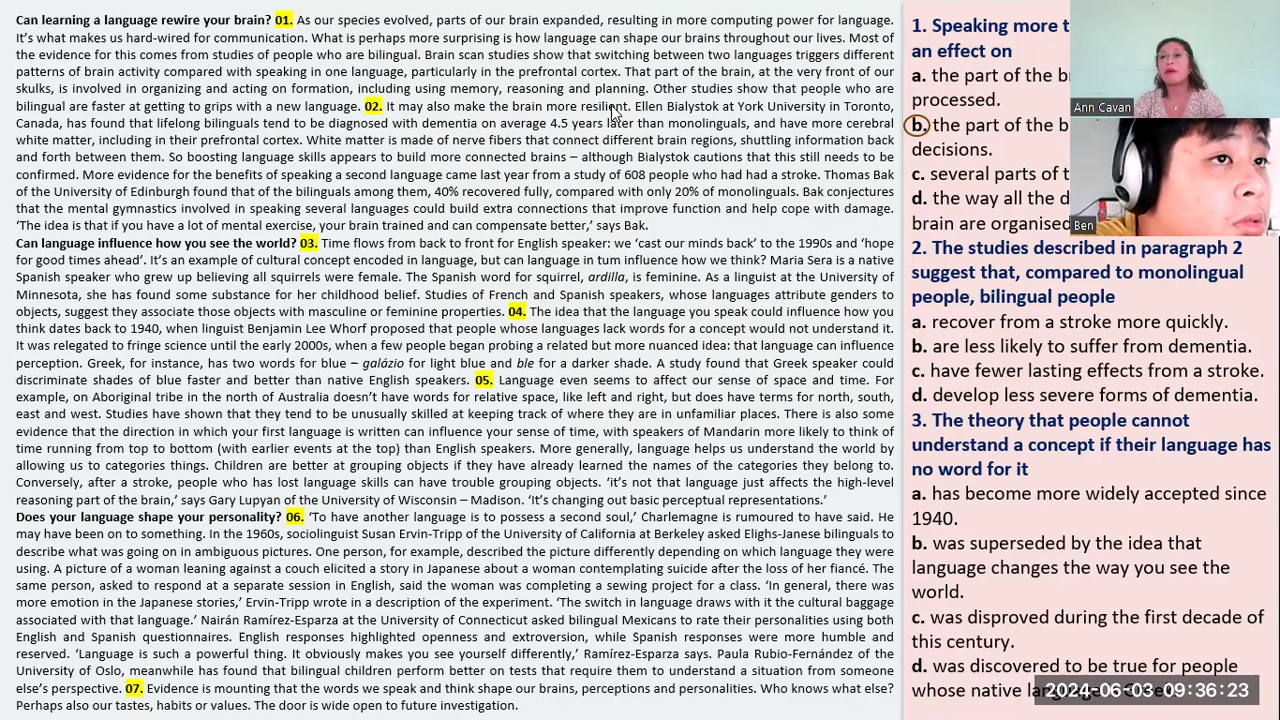 Can learning a language rewire your brain? 01. As our species evolved, parts of our brain expanded, resulting in more computing power for language.
It's what makes us hard-wired for communication. What is perhaps more surprising is how language can shape our brains throughout our lives. Most of
the evidence for this comes from studies of people who are bilingual. Brain scan studies show that switching between two languages triggers different
patterns of brain activity compared with speaking in one language, particularly in the prefrontal cortex. That part of the brain, at the very front of our
skulks, is involved in organizing and acting on formation, including using memory, reasoning and planning. Other studies show that people who are
bilingual are faster at getting to grips with a new language. 02. It may also make the brain more resilient. Ellen Bialystok at York University in Toronto,
Canada, has found that lifelong bilinguals tend to be diagnosed with dementia on average 4.5 years later than monolinguals, and have more cerebral
white matter, including in their prefrontal cortex. White matter is made of nerve fibers that connect different brain regions, shuttling information back
and forth between them. So boosting language skills appears to build more connected brains – although Bialystok cautions that this still needs to be
confirmed. More evidence for the benefits of speaking a second language came last year from a study of 608 people who had had a stroke. Thomas Bak
of the University of Edinburgh found that of the bilinguals among them, 40% recovered fully, compared with only 20% of monolinguals. Bak conjectures
that the mental gymnastics involved in speaking several languages could build extra connections that improve function and help cope with damage.
'The idea is that if you have a lot of mental exercise, your brain trained and can compensate better,' says Bak.
Can language influence how you see the world? 03. Time flows from back to front for English speaker: we 'cast our minds back' to the 1990s and 'hope
for good times ahead'. It's an example of cultural concept encoded in language, but can language in tum influence how we think? Maria Sera is a native
Spanish speaker who grew up believing all squirrels were female. The Spanish word for squirrel, ardilla, is feminine. As a linguist at the University of
Minnesota, she has found some substance for her childhood belief. Studies of French and Spanish speakers, whose languages attribute genders to
objects, suggest they associate those objects with masculine or feminine properties. 04. The idea that the language you speak could influence how you
think dates back to 1940, when linguist Benjamin Lee Whorf proposed that people whose languages lack words for a concept would not understand it.
It was relegated to fringe science until the early 2000s, when a few people began probing a related but more nuanced idea: that language can influence
perception. Greek, for instance, has two words for blue – galázio for light blue and ble for a darker shade. A study found that Greek speaker could
discriminate shades of blue faster and better than native English speakers. 05. Language even seems to affect our sense of space and time. For
example, on Aboriginal tribe in the north of Australia doesn't have words for relative space, like left and right, but does have terms for north, south,
east and west. Studies have shown that they tend to be unusually skilled at keeping track of where they are in unfamiliar places. There is also some
evidence that the direction in which your first language is written can influence your sense of time, with speakers of Mandarin more likely to think of
time running from top to bottom (with earlier events at the top) than English speakers. More generally, language helps us understand the world by
allowing us to categories things. Children are better at grouping objects if they have already learned the names of the categories they belong to.
Conversely, after a stroke, people who has lost language skills can have trouble grouping objects. 'it's not that language just affects the high-level
reasoning part of the brain,' says Gary Lupyan of the University of Wisconsin – Madison. 'It's changing out basic perceptual representations.'
Does your language shape your personality? 06. 'To have another language is to possess a second soul,' Charlemagne is rumoured to have said. He
may have been on to something. In the 1960s, sociolinguist Susan Ervin-Tripp of the University of California at Berkeley asked Elighs-Janese bilinguals to
describe what was going on in ambiguous pictures. One person, for example, described the picture differently depending on which language they were
using. A picture of a woman leaning against a couch elicited a story in Japanese about a woman contemplating suicide after the loss of her fiancé. The
same person, asked to respond at a separate session in English, said the woman was completing a sewing project for a class. 'In general, there was
more emotion in the Japanese stories,' Ervin-Tripp wrote in a description of the experiment. 'The switch in language draws with it the cultural baggage
associated with that language.' Nairán Ramírez-Esparza at the University of Connecticut asked bilingual Mexicans to rate their personalities using both
English and Spanish questionnaires. English responses highlighted openness and extroversion, while Spanish responses were more humble and
reserved. 'Language is such a powerful thing. It obviously makes you see yourself differently,' Ramírez-Esparza says. Paula Rubio-Fernández of the
University of Oslo, meanwhile has found that bilingual children perform better on tests that require them to understand a situation from someone
else's perspective. 07. Evidence is mounting that the words we speak and think shape our brains, perceptions and personalities. Who knows what else?
Perhaps also our tastes, habits or values. The door is wide open to future investigation.
1. Speaking more t
an effect on
a. the part of the b
processed.
b. the part of the b
decisions.
c. several parts of t
d. the way all the d
brain are organised
2. The studies described in paragraph 2
suggest that, compared to monolingual
people, bilingual people
a. recover from a stroke more quickly.
b. are less likely to suffer from dementia.
c. have fewer lasting effects from a stroke.
d. develop less severe forms of dementia.
3. The theory that people cannot
understand a concept if their language has
no word for it
a. has become more widely accepted since
1940.
b. was superseded by the idea that
language changes the way you see the
world.
c. was disproved during the first decade of
this century.
d. was discovered to be true for people
whose native
Ann Cavan
Ben
2024-06-03 09:36:23